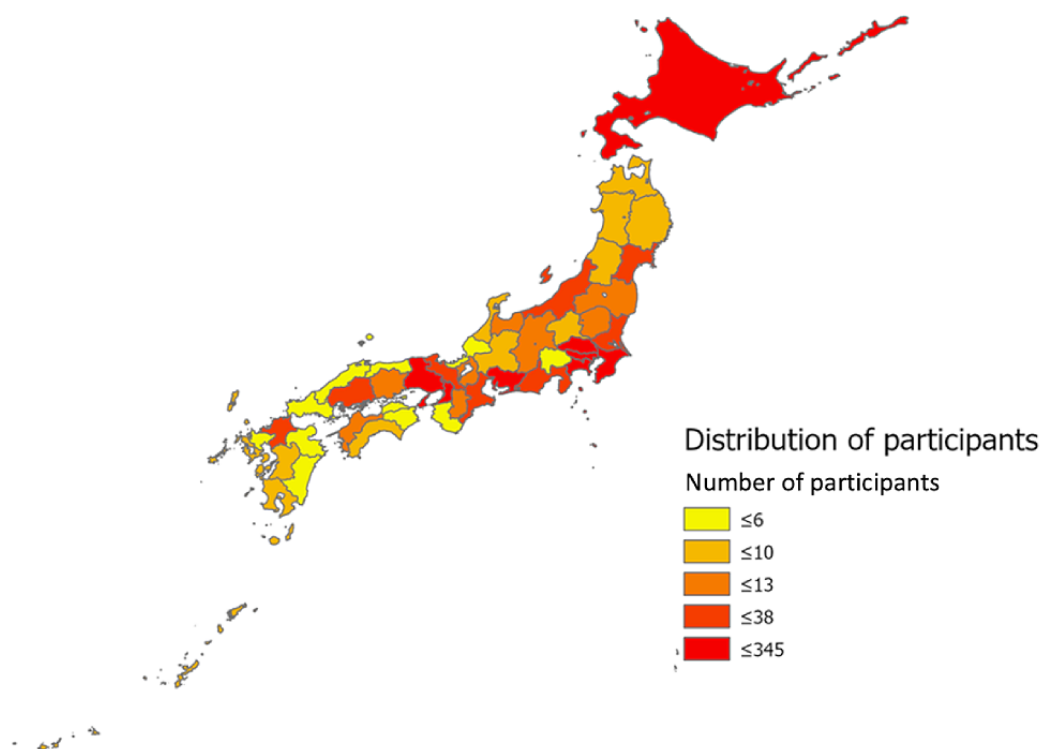 Distribution of participants
Number of participants
≤6
≤10
≤13
≤38
≤345